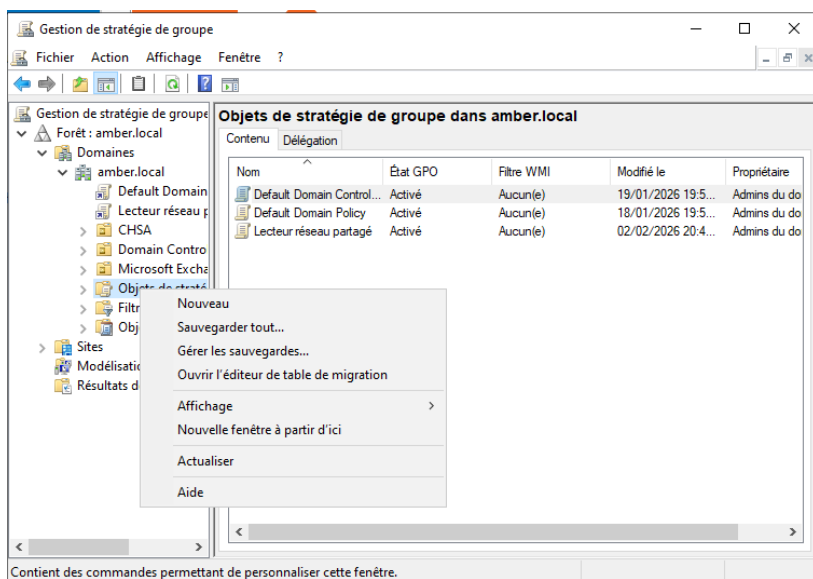 Gestion de stratégie de groupe
Fichier Action Affichage Fenêtre ?
Gestion de stratégie de groupe
Forêt : amber.local
Domaines
amber.local
Default Domain
Lecteur réseau p
CHSA
Domain Contro
Microsoft Excha
Objets de straté
Filtr
Obj
Sites
Modélisatio
Résultats d
Objets de stratégie de groupe dans amber.local
Contenu Délégation
Nom État GPO Filtre WMI Modifié le Propriétaire
Default Domain Control... Activé Aucun(e) 19/01/2026 19:5... Admins du do
Default Domain Policy Activé Aucun(e) 18/01/2026 19:5... Admins du do
Lecteur réseau partagé Activé Aucun(e) 02/02/2026 20:4... Admins du do
Nouveau
Sauvegarder tout...
Gérer les sauvegardes...
Ouvrir l'éditeur de table de migration
Affichage
Nouvelle fenêtre à partir d'ici
Actualiser
Aide
Contient des commandes permettant de personnaliser cette fenêtre.